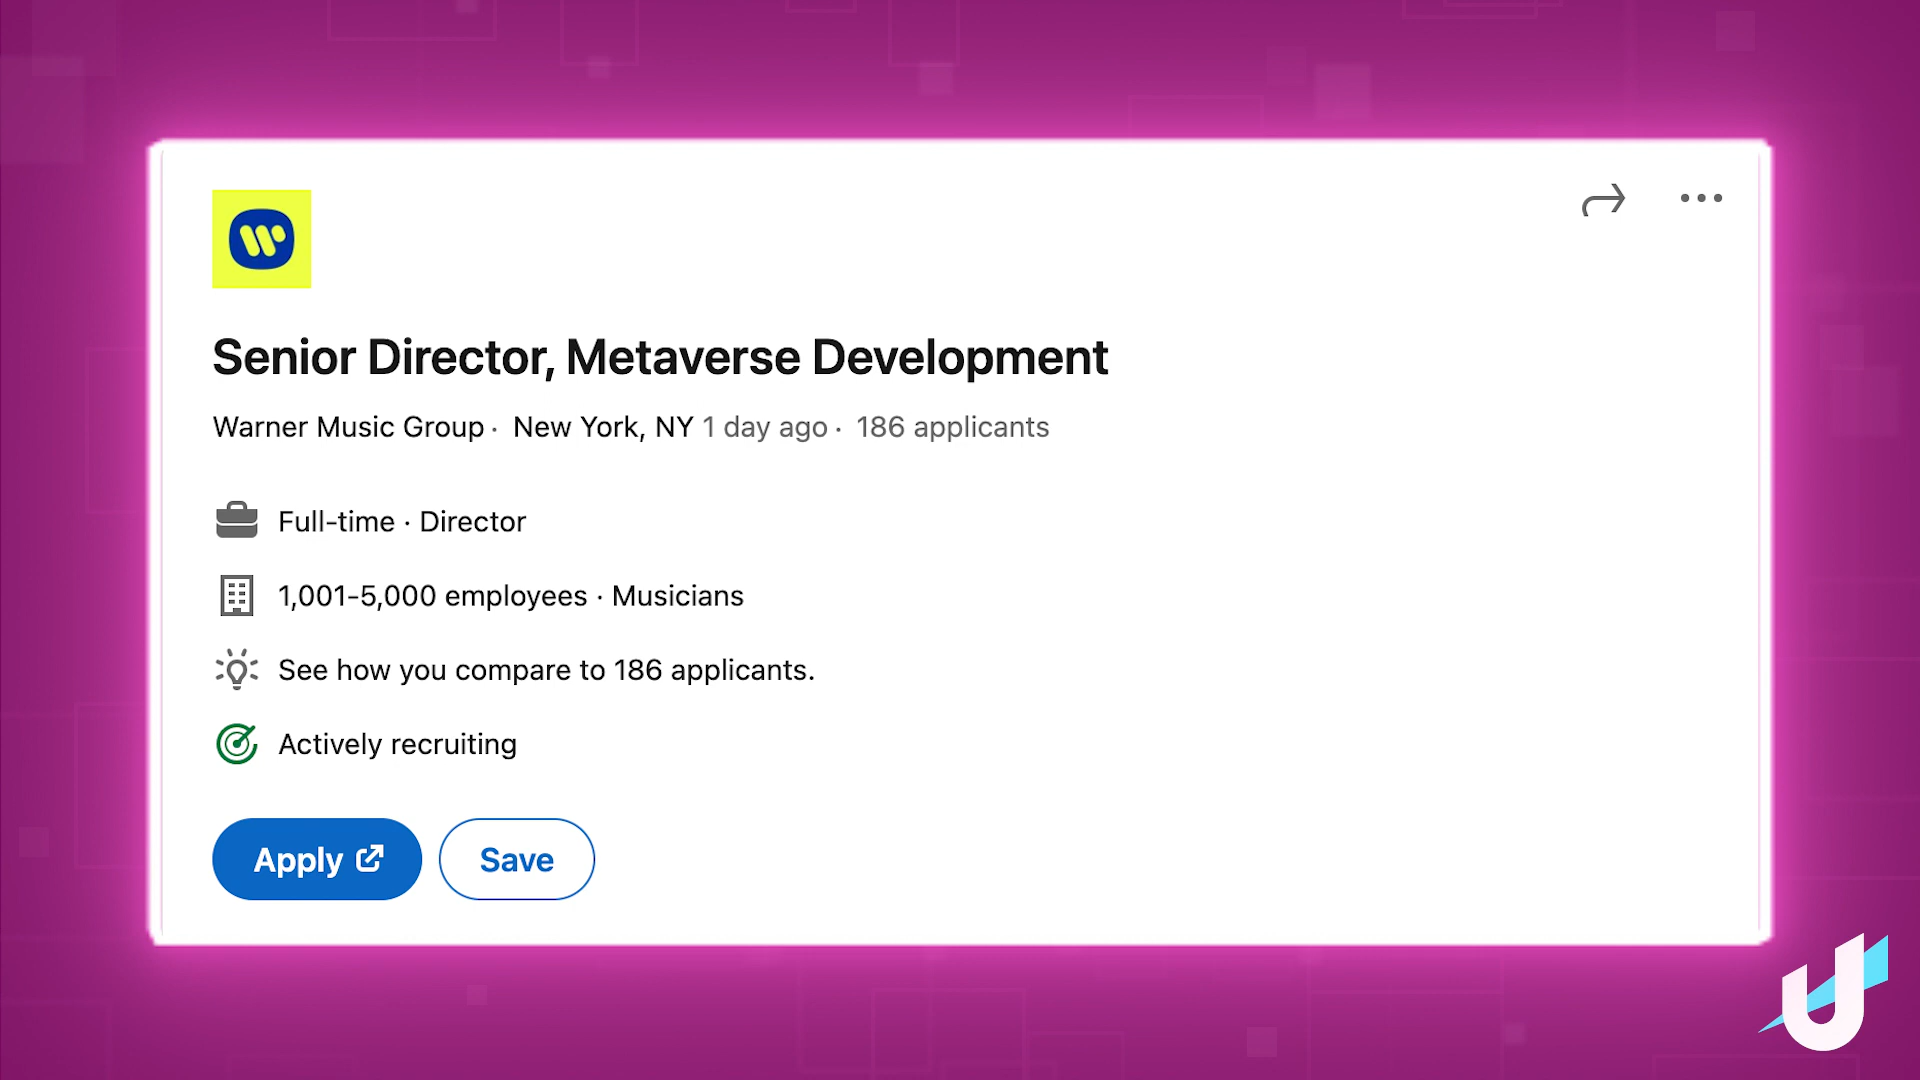 Senior Director, Metaverse Development
Warner Music Group · New York, NY 1 day ago · 186 applicants
Full-time · Director
1,001-5,000 employees · Musicians
See how you compare to 186 applicants.
Actively recruiting
Apply
Save